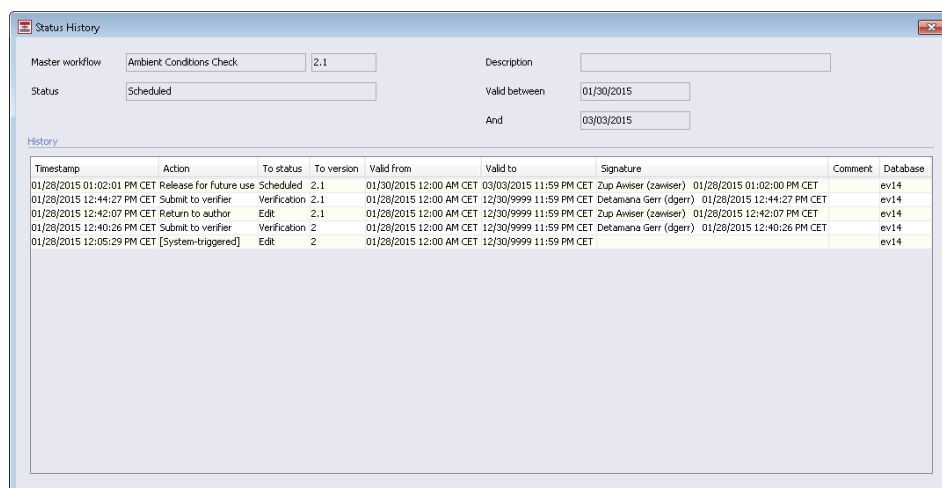 Status History
Master workflow Ambient Conditions Check 2.1 Description
Status Scheduled Valid between 01/30/2015
And 03/03/2015
History
Timestamp Action To status To version Valid from Valid to Signature Comment Database
01/28/2015 01:02:01 PM CET Release for future use Scheduled 2.1 01/30/2015 12:00 AM CET 03/03/2015 11:59 PM CET Zup Awiser (zawiser) 01/28/2015 01:02:00 PM CET ev14
01/28/2015 12:44:27 PM CET Submit to verifier Verification 2.1 01/28/2015 12:00 AM CET 12/30/9999 11:59 PM CET Detamana Gerr (dgerr) 01/28/2015 12:44:27 PM CET ev14
01/28/2015 12:42:07 PM CET Return to author Edit 2.1 01/28/2015 12:00 AM CET 12/30/9999 11:59 PM CET Zup Awiser (zawiser) 01/28/2015 12:42:07 PM CET ev14
01/28/2015 12:40:26 PM CET Submit to verifier Verification 2 01/28/2015 12:00 AM CET 12/30/9999 11:59 PM CET Detamana Gerr (dgerr) 01/28/2015 12:40:26 PM CET ev14
01/28/2015 12:05:29 PM CET [System-triggered] Edit 2 01/28/2015 12:00 AM CET 12/30/9999 11:59 PM CET ev14